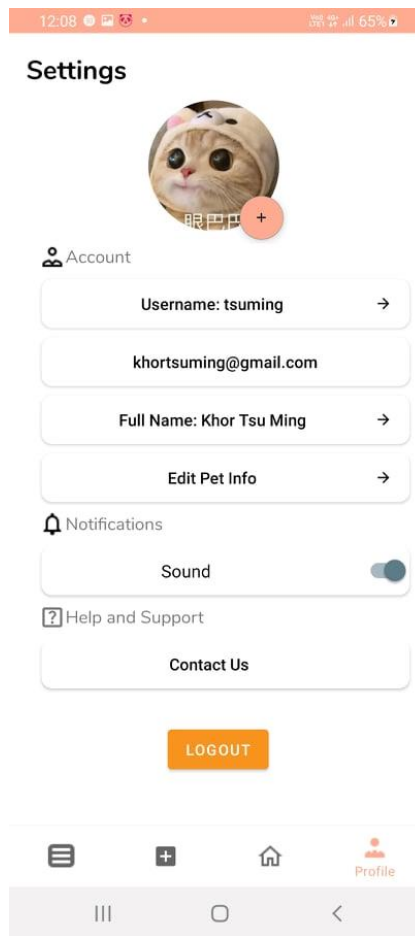 12:08
65%
Settings
眼巴巴
+
Account
Username: tsuming
khortsuming@gmail.com
Full Name: Khor Tsu Ming
Edit Pet Info
Notifications
Sound
Help and Support
Contact Us
LOGOUT
Profile